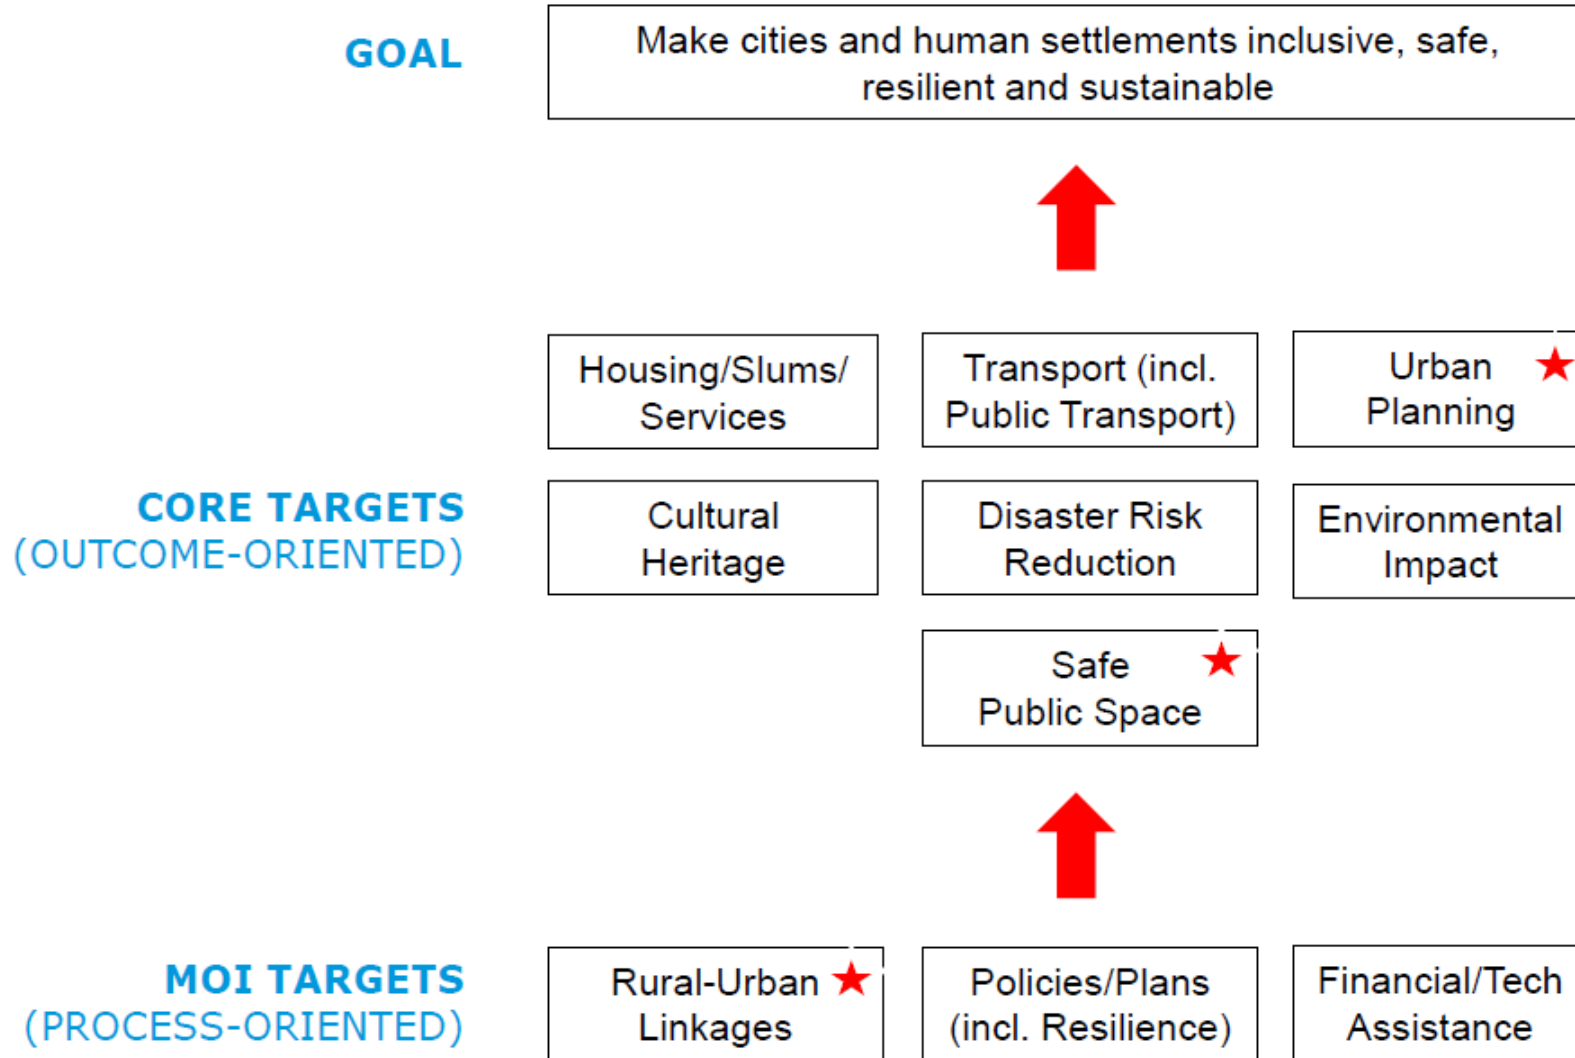 GOAL
Make cities and human settlements inclusive, safe,
resilient and sustainable
Housing/Slums/
Services
Transport (incl.
Public Transport)
Urban
Planning
CORE TARGETS
(OUTCOME-ORIENTED)
Cultural
Heritage
Disaster Risk
Reduction
Environmental
Impact
Safe
Public Space
MOI TARGETS
(PROCESS-ORIENTED)
Rural-Urban
Linkages
Policies/Plans
(incl. Resilience)
Financial/Tech
Assistance